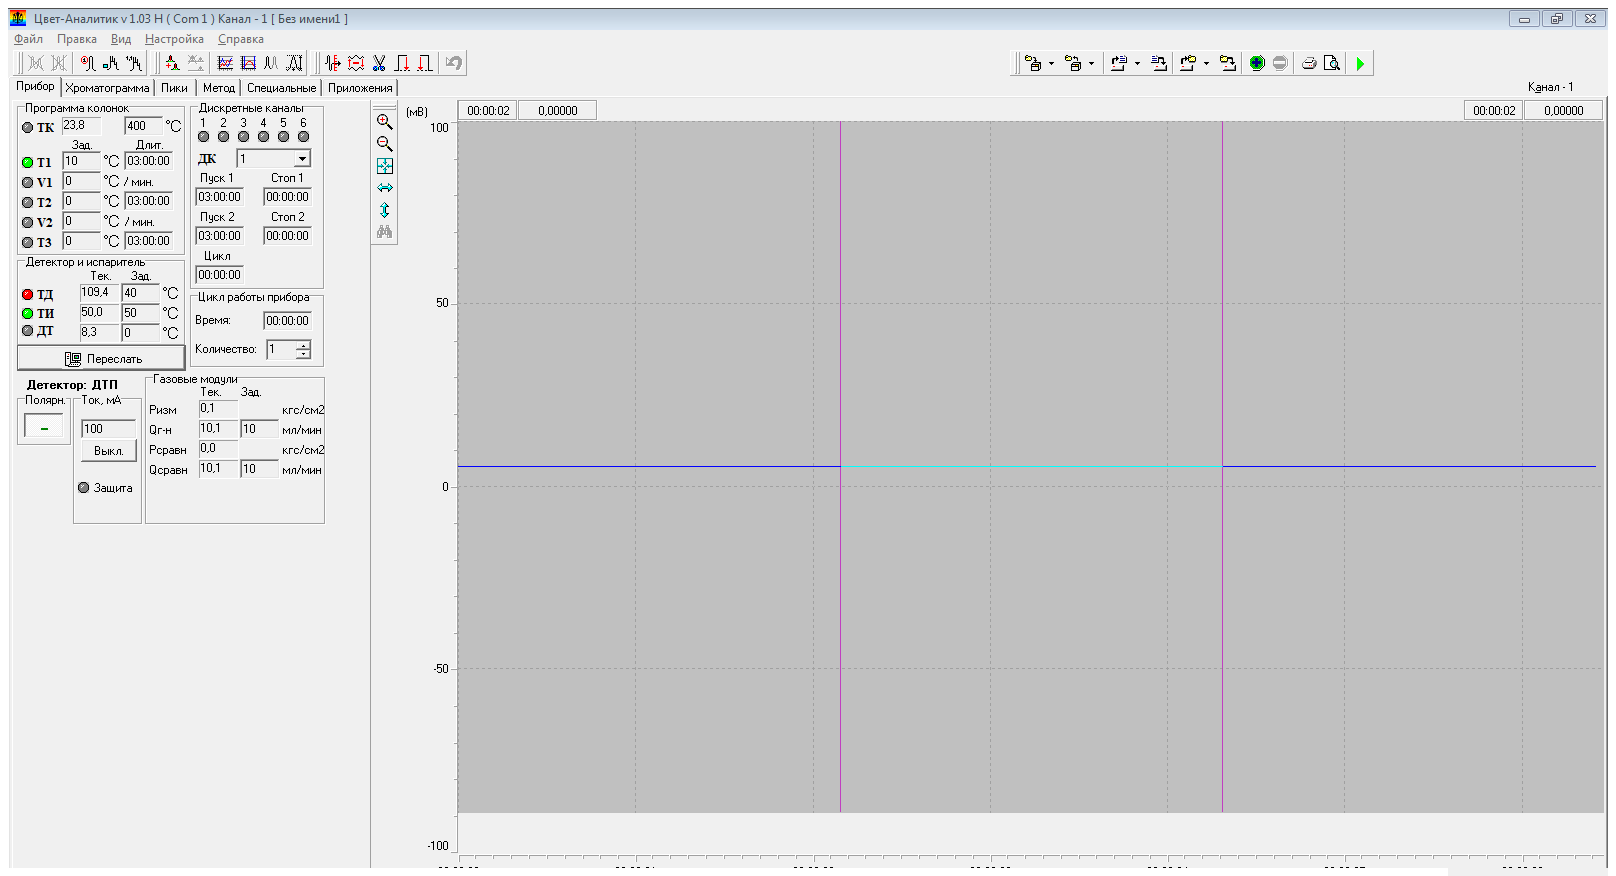 Цвет-Аналитик v 1.03 Н ( Com 1 ) Канал - 1 [ Без имени1 ]
Файл Правка Вид Настройка Справка
Прибор Хроматограмма Пики Метод Специальные Приложения Канал - 1
Программа колонок
ТК 23,8 400 °C
Зад. Длит.
Т1 10 °C 03:00:00
V1 0 °C / мин.
Т2 0 °C 03:00:00
V2 0 °C / мин.
Т3 0 °C 03:00:00
Детектор и испаритель
Тек. Зад.
ТД 109,4 40 °C
ТИ 50,0 50 °C
ДТ 8,3 0 °C
Переслать
Детектор: ДТП
Полярн.
–
Ток, мА
100
Выкл.
Защита
Дискретные каналы
1 2 3 4 5 6
ДК 1
Пуск 1 Стоп 1
03:00:00 00:00:00
Пуск 2 Стоп 2
03:00:00 00:00:00
Цикл
00:00:00
Цикл работы прибора
Время: 00:00:00
Количество: 1
Газовые модули
Тек. Зад.
Ризм 0,1 кгс/см2
Qг-н 10,1 10 мл/мин
Рсравн 0,0 кгс/см2
Qсравн 10,1 10 мл/мин
(мВ) 00:00:02 0,00000 00:00:02 0,00000
100
50
0
-50
-100